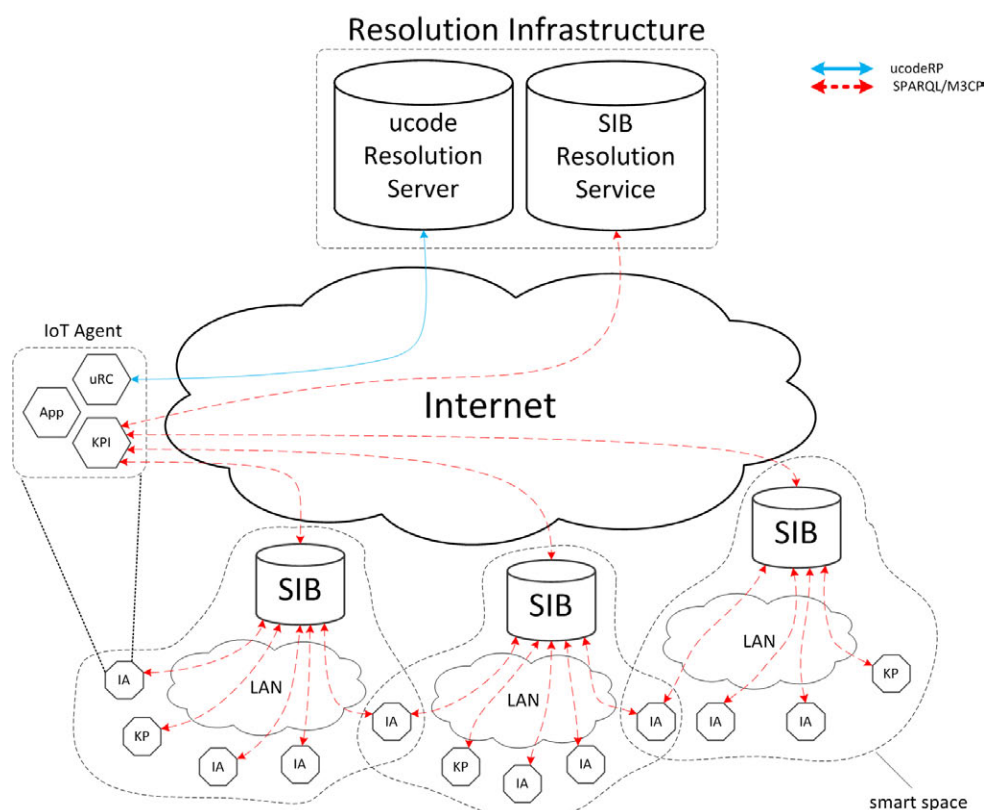 Resolution Infrastructure
ucodeRP
SPARQL/M3CP
ucode
Resolution
Server
SIB
Resolution
Service
IoT Agent
uRC
App
KPI
Internet
SIB
SIB
SIB
LAN
LAN
LAN
IA
KP
IA
IA
IA
KP
IA
IA
IA
IA
IA
KP
smart space